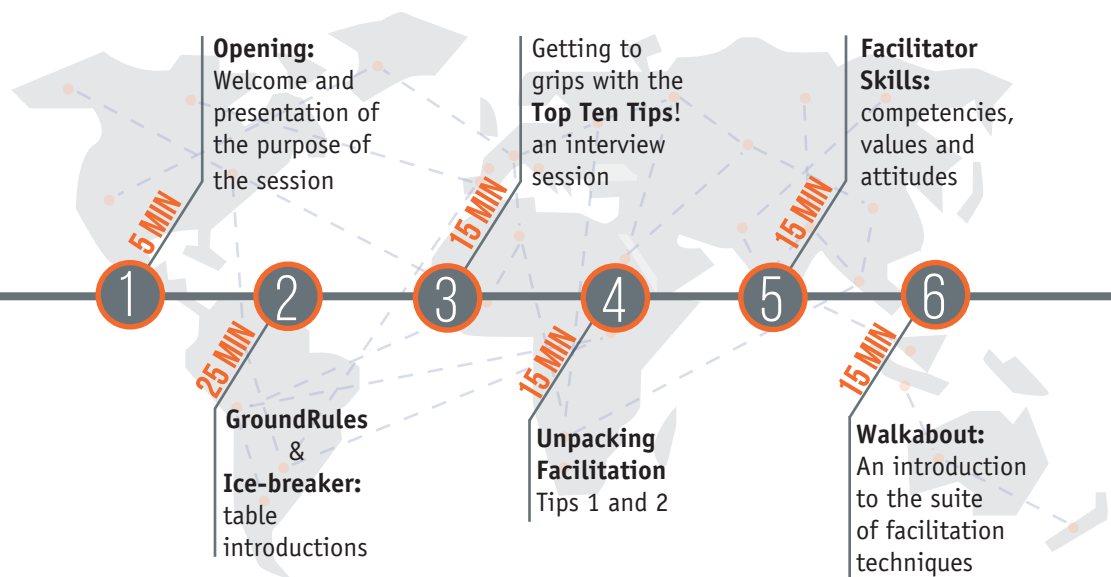 Opening:
Welcome and
presentation of
the purpose of
the session
5 MIN
1
GroundRules
&
Ice-breaker:
table
introductions
25 MIN
2
Getting to
grips with the
Top Ten Tips!
an interview
session
15 MIN
3
Unpacking
Facilitation
Tips 1 and 2
15 MIN
4
Facilitator
Skills:
competencies,
values and
attitudes
15 MIN
5
Walkabout:
An introduction
to the suite
of facilitation
techniques
15 MIN
6